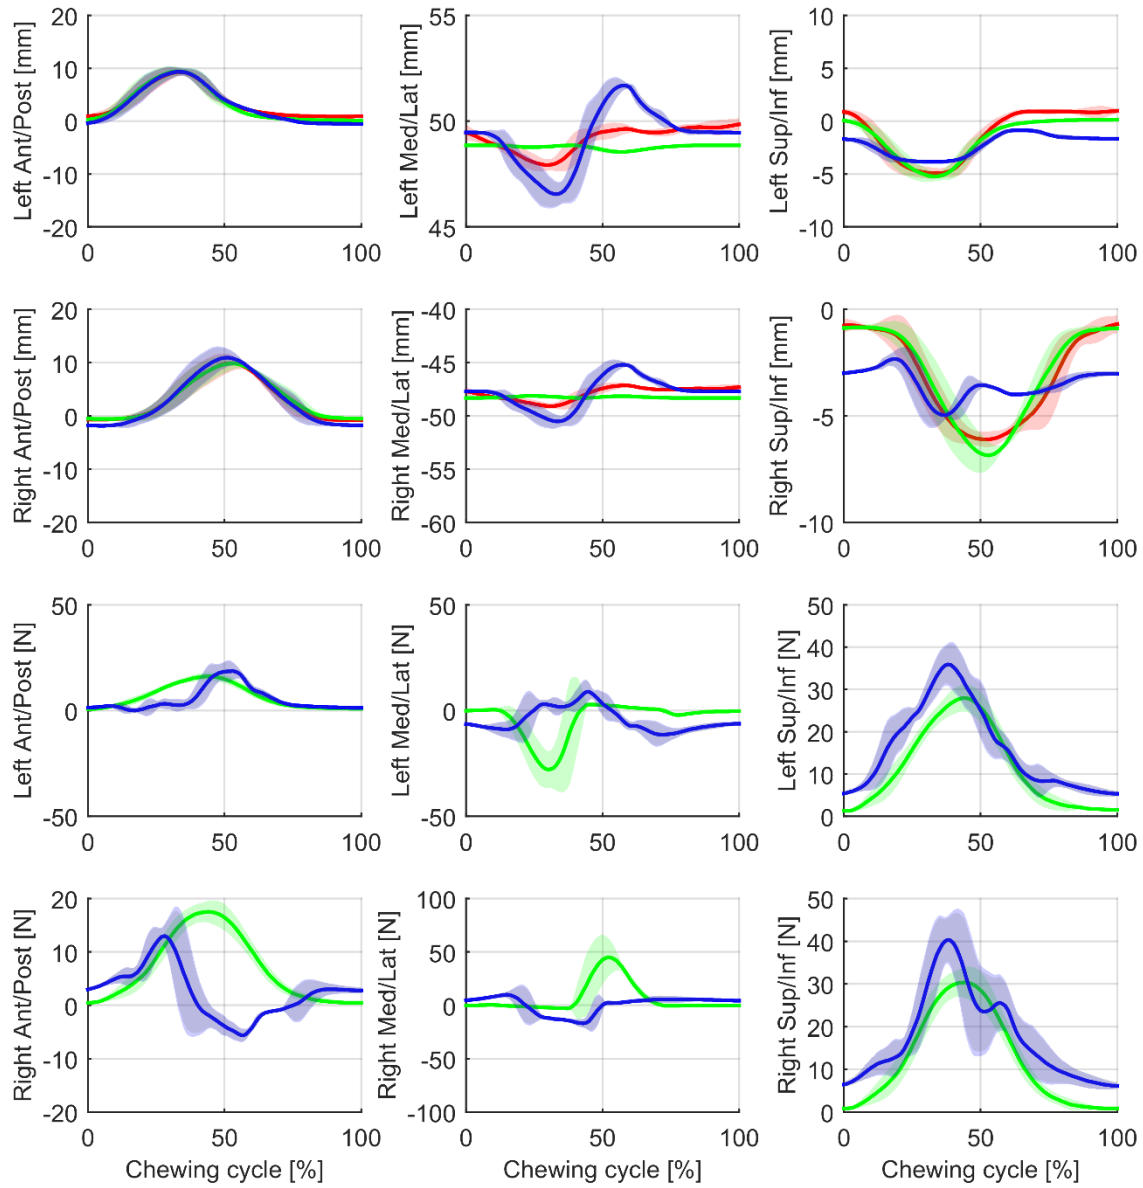 20
10
0
-10
-20
Left Ant/Post [mm]
0 50 100
55
50
45
Left Med/Lat [mm]
0 50 100
10
5
0
-5
-10
Left Sup/Inf [mm]
0 50 100
20
10
0
-10
-20
Right Ant/Post [mm]
0 50 100
-40
-45
-50
-55
-60
Right Med/Lat [mm]
0 50 100
0
-5
-10
Right Sup/Inf [mm]
0 50 100
50
0
-50
Left Ant/Post [N]
0 50 100
50
0
-50
Left Med/Lat [N]
0 50 100
50
40
30
20
10
0
Left Sup/Inf [N]
0 50 100
20
10
0
-10
-20
Right Ant/Post [N]
0 50 100
Chewing cycle [%]
100
50
0
-50
-100
Right Med/Lat [N]
0 50 100
Chewing cycle [%]
50
40
30
20
10
0
Right Sup/Inf [N]
0 50 100
Chewing cycle [%]